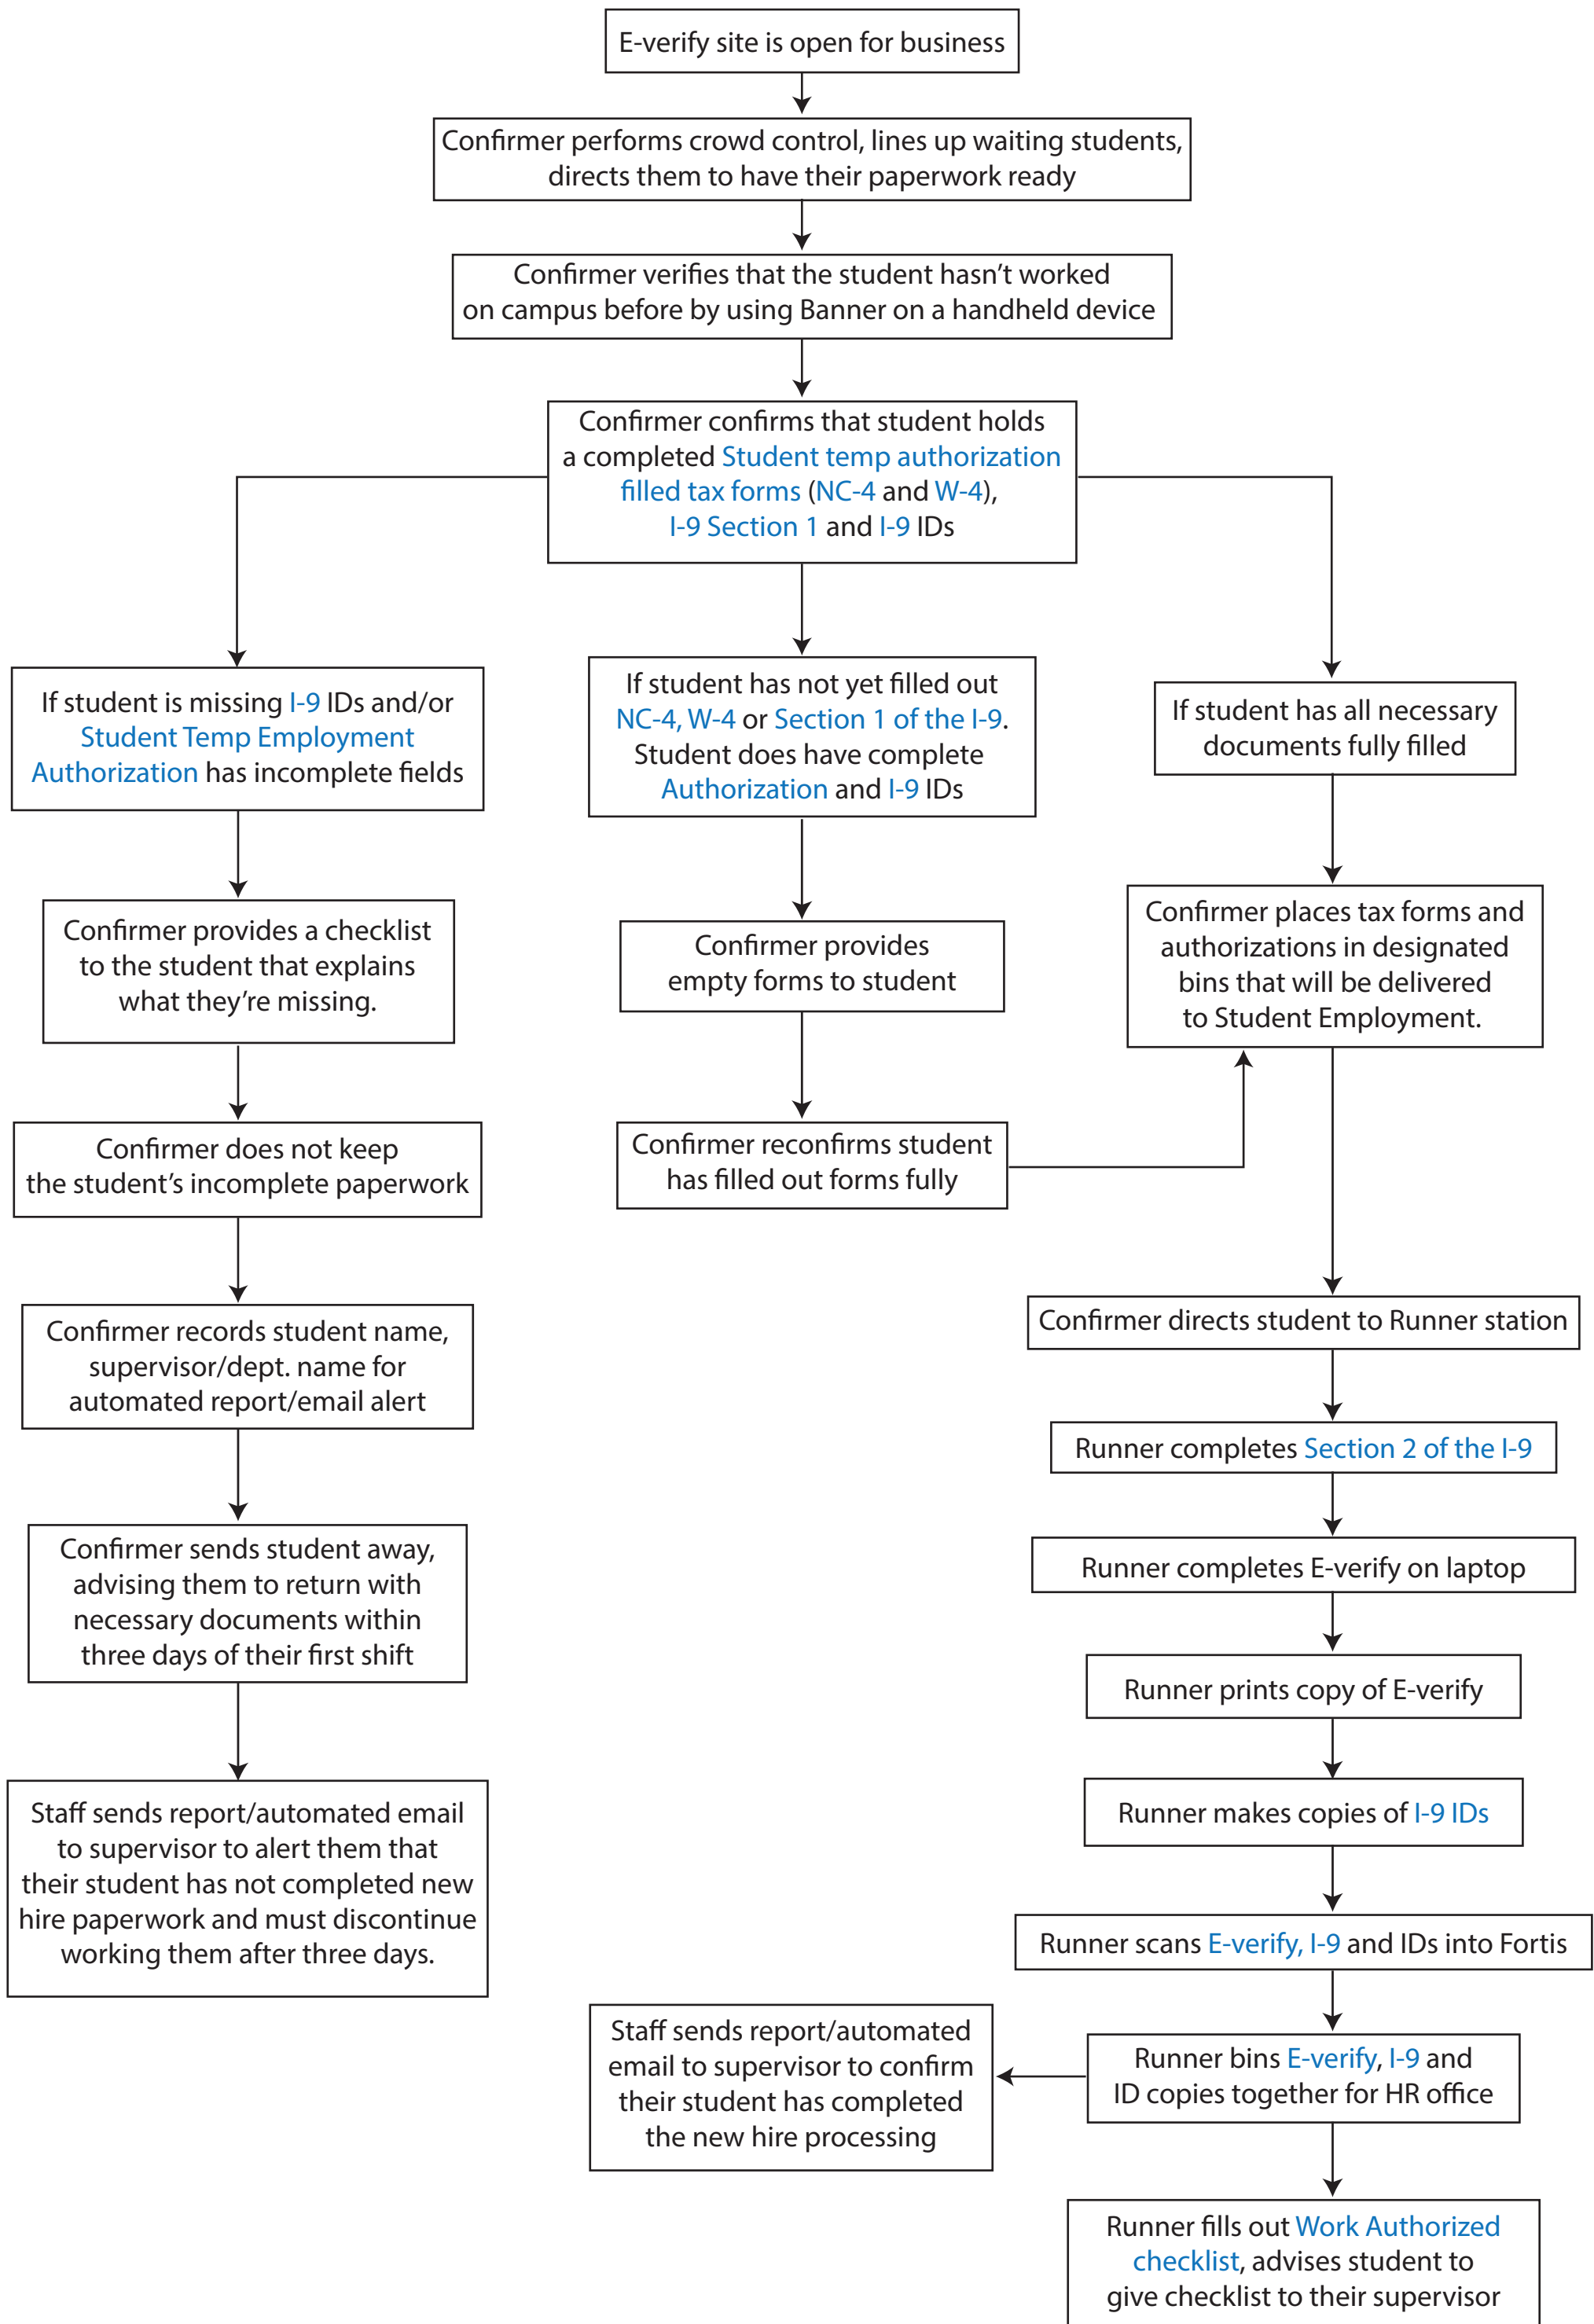 E-verify site is open for business
Confirmer performs crowd control, lines up waiting students,
directs them to have their paperwork ready
Confirmer verifies that the student hasn’t worked
on campus before by using Banner on a handheld device
Confirmer confirms that student holds
a completed Student temp authorization
filled tax forms (NC-4 and W-4),
I-9 Section 1 and I-9 IDs
If student is missing I-9 IDs and/or
Student Temp Employment
Authorization has incomplete fields
Confirmer provides a checklist
to the student that explains
what they’re missing.
Confirmer does not keep
the student’s incomplete paperwork
Confirmer records student name,
supervisor/dept. name for
automated report/email alert
Confirmer sends student away,
advising them to return with
necessary documents within
three days of their first shift
Staff sends report/automated email
to supervisor to alert them that
their student has not completed new
hire paperwork and must discontinue
working them after three days.
If student has not yet filled out
NC-4, W-4 or Section 1 of the I-9.
Student does have complete
Authorization and I-9 IDs
Confirmer provides
empty forms to student
Confirmer reconfirms student
has filled out forms fully
If student has all necessary
documents fully filled
Confirmer places tax forms and
authorizations in designated
bins that will be delivered
to Student Employment.
Confirmer directs student to Runner station
Runner completes Section 2 of the I-9
Runner completes E-verify on laptop
Runner prints copy of E-verify
Runner makes copies of I-9 IDs
Runner scans E-verify, I-9 and IDs into Fortis
Runner bins E-verify, I-9 and
ID copies together for HR office
Staff sends report/automated
email to supervisor to confirm
their student has completed
the new hire processing
Runner fills out Work Authorized
checklist, advises student to
give checklist to their supervisor